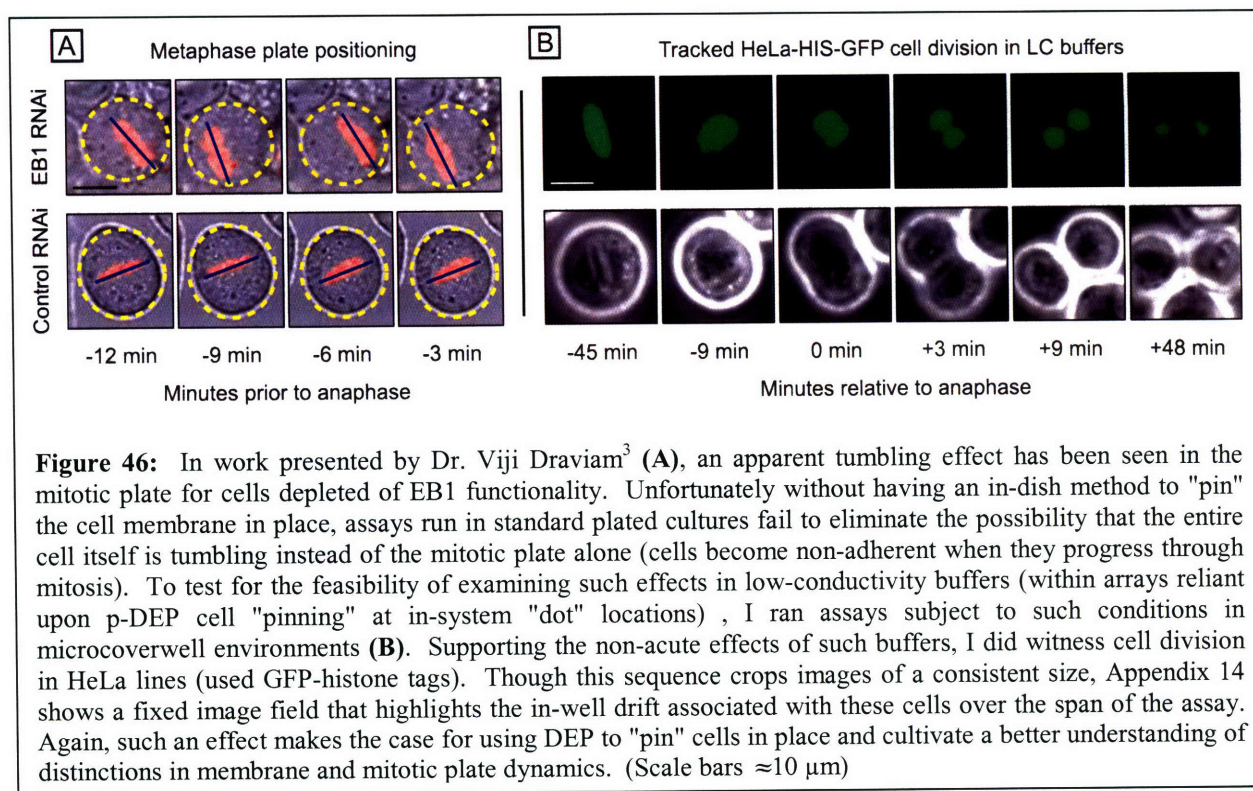 A
Metaphase plate positioning
B
Tracked HeLa-HIS-GFP cell division in LC buffers
EB1 RNAi
Control RNAi
-12 min -9 min -6 min -3 min
Minutes prior to anaphase
-45 min -9 min 0 min +3 min +9 min +48 min
Minutes relative to anaphase
Figure 46: In work presented by Dr. Viji Draviam³ (A), an apparent tumbling effect has been seen in the
mitotic plate for cells depleted of EB1 functionality. Unfortunately without having an in-dish method to "pin"
the cell membrane in place, assays run in standard plated cultures fail to eliminate the possibility that the entire
cell itself is tumbling instead of the mitotic plate alone (cells become non-adherent when they progress through
mitosis). To test for the feasibility of examining such effects in low-conductivity buffers (within arrays reliant
upon p-DEP cell "pinning" at in-system "dot" locations) , I ran assays subject to such conditions in
microcoverwell environments (B). Supporting the non-acute effects of such buffers, I did witness cell division
in HeLa lines (used GFP-histone tags). Though this sequence crops images of a consistent size, Appendix 14
shows a fixed image field that highlights the in-well drift associated with these cells over the span of the assay.
Again, such an effect makes the case for using DEP to "pin" cells in place and cultivate a better understanding of
distinctions in membrane and mitotic plate dynamics. (Scale bars ≈10 μm)